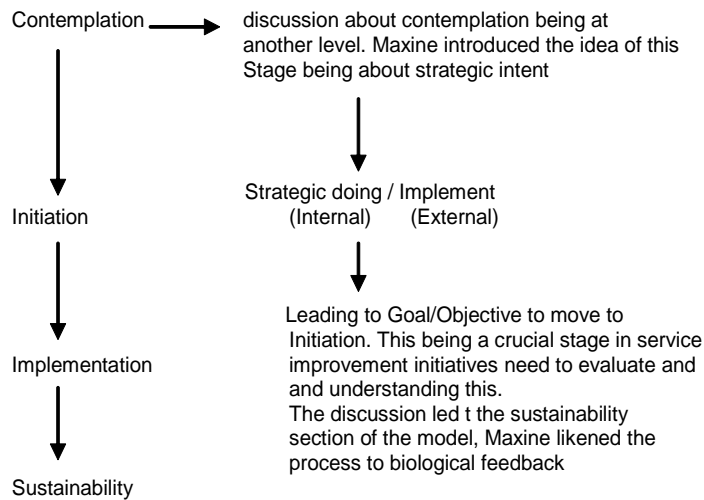 Contemplation
discussion about contemplation being at
another level. Maxine introduced the idea of this
Stage being about strategic intent
Strategic doing / Implement
(Internal) (External)
Initiation
Leading to Goal/Objective to move to
Initiation. This being a crucial stage in service
improvement initiatives need to evaluate and
and understanding this.
The discussion led t the sustainability
section of the model, Maxine likened the
process to biological feedback
Implementation
Sustainability